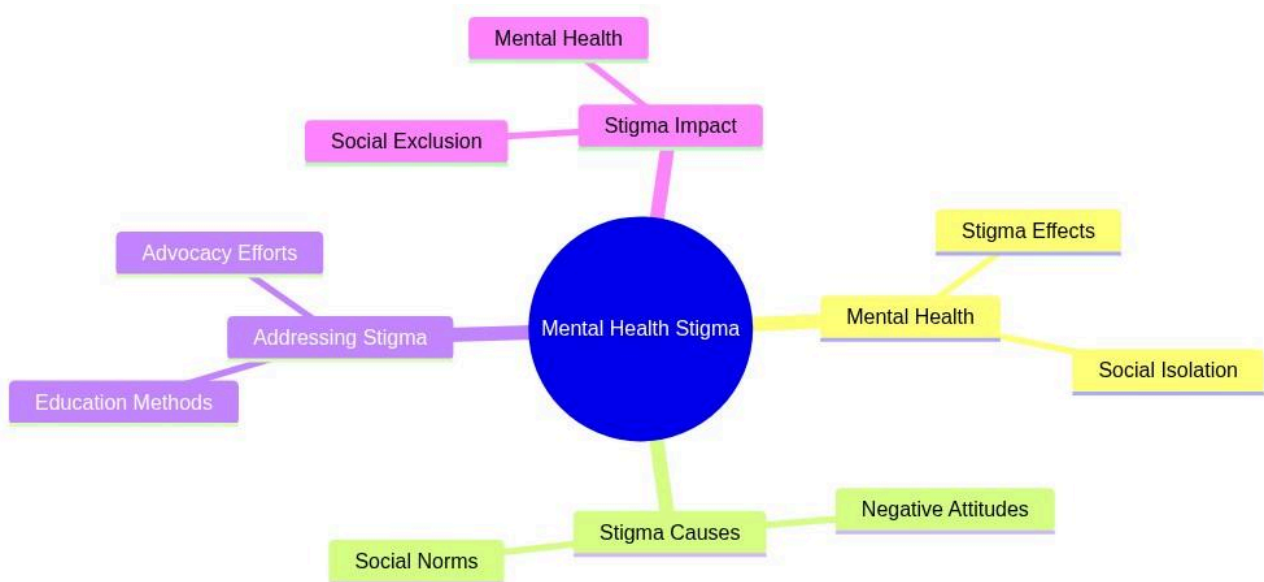 Mental Health
Stigma Impact
Social Exclusion
Stigma Effects
Advocacy Efforts
Mental Health
Mental Health Stigma
Addressing Stigma
Social Isolation
Education Methods
Negative Attitudes
Stigma Causes
Social Norms